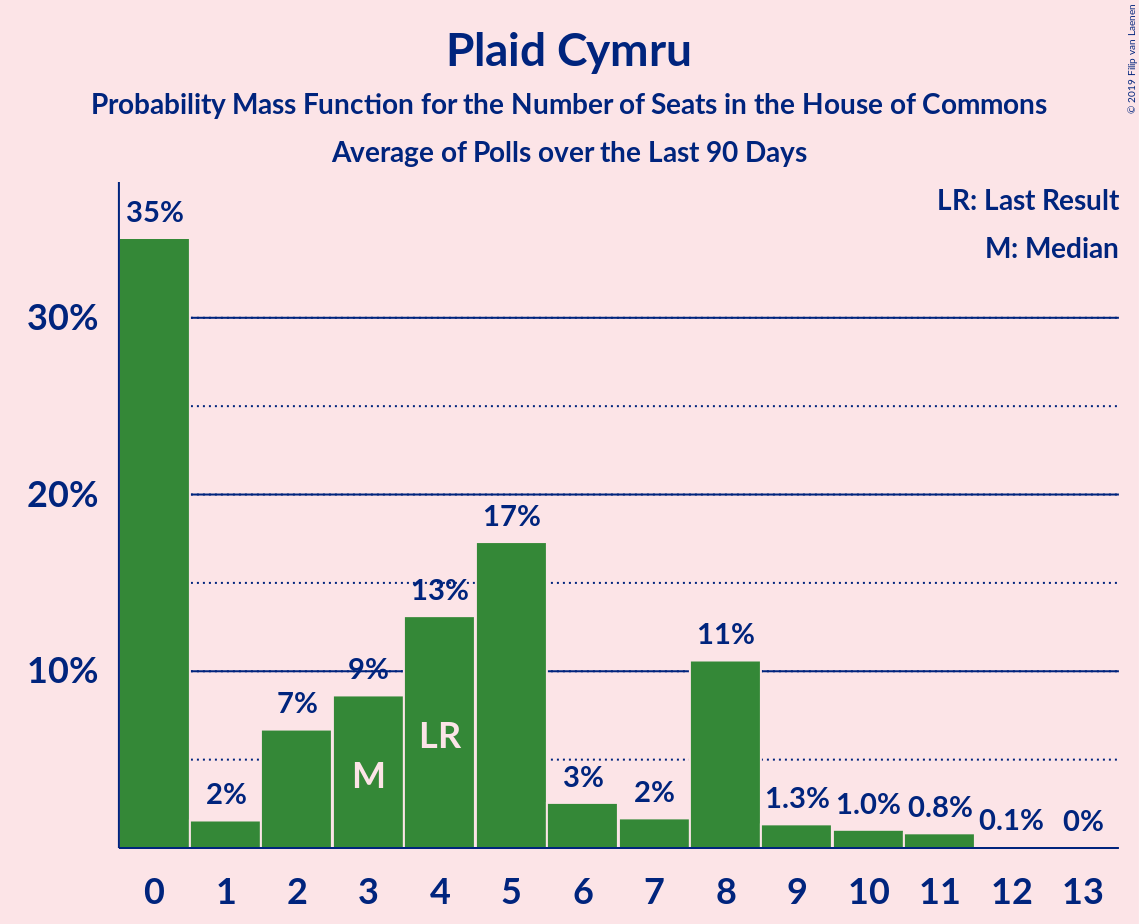 Plaid Cymru
Probability Mass Function for the Number of Seats in the House of Commons
Average of Polls over the Last 90 Days
© 2019 Filip van Laenen
LR: Last Result
M: Median
35%
30%
20%
17%
13%
11%
10%
9%
7%
LR
M
3%
2%
2%
1.3%
1.0%
0.8%
0.1%
0%
0 1 2 3 4 5 6 7 8 9 10 11 12 13